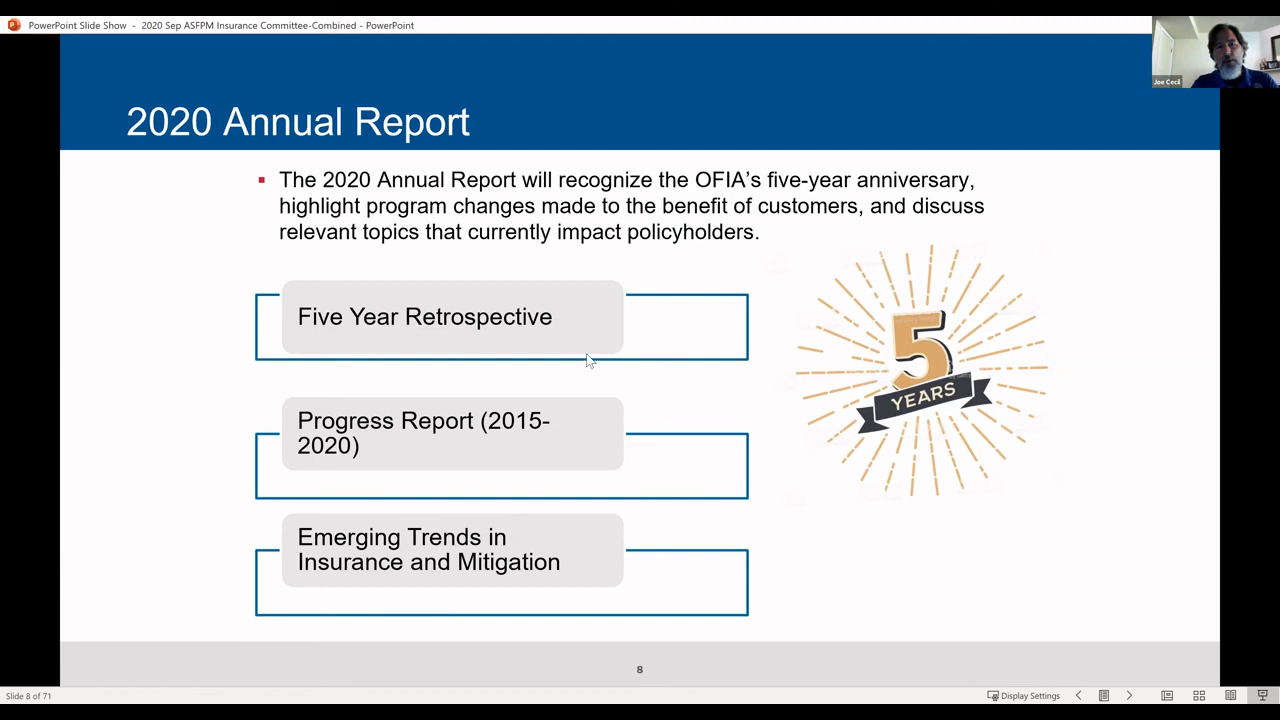 PowerPoint Slide Show - 2020 Sep ASFPM Insurance Committee-Combined - PowerPoint
Joe Cecil
2020 Annual Report
The 2020 Annual Report will recognize the OFIA’s five-year anniversary,
highlight program changes made to the benefit of customers, and discuss
relevant topics that currently impact policyholders.
Five Year Retrospective
Progress Report (2015-
2020)
Emerging Trends in
Insurance and Mitigation
5
YEARS
8
Slide 8 of 71
Display Settings